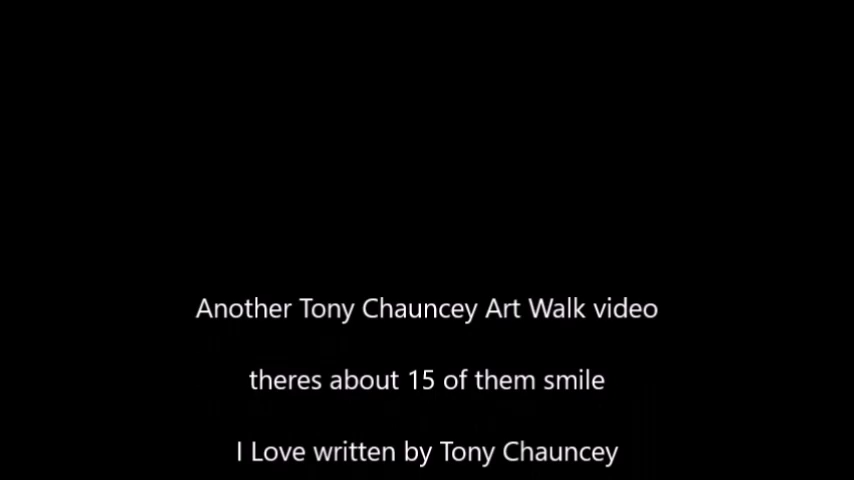 Another Tony Chauncey Art Walk video
theres about 15 of them smile
I Love written by Tony Chauncey